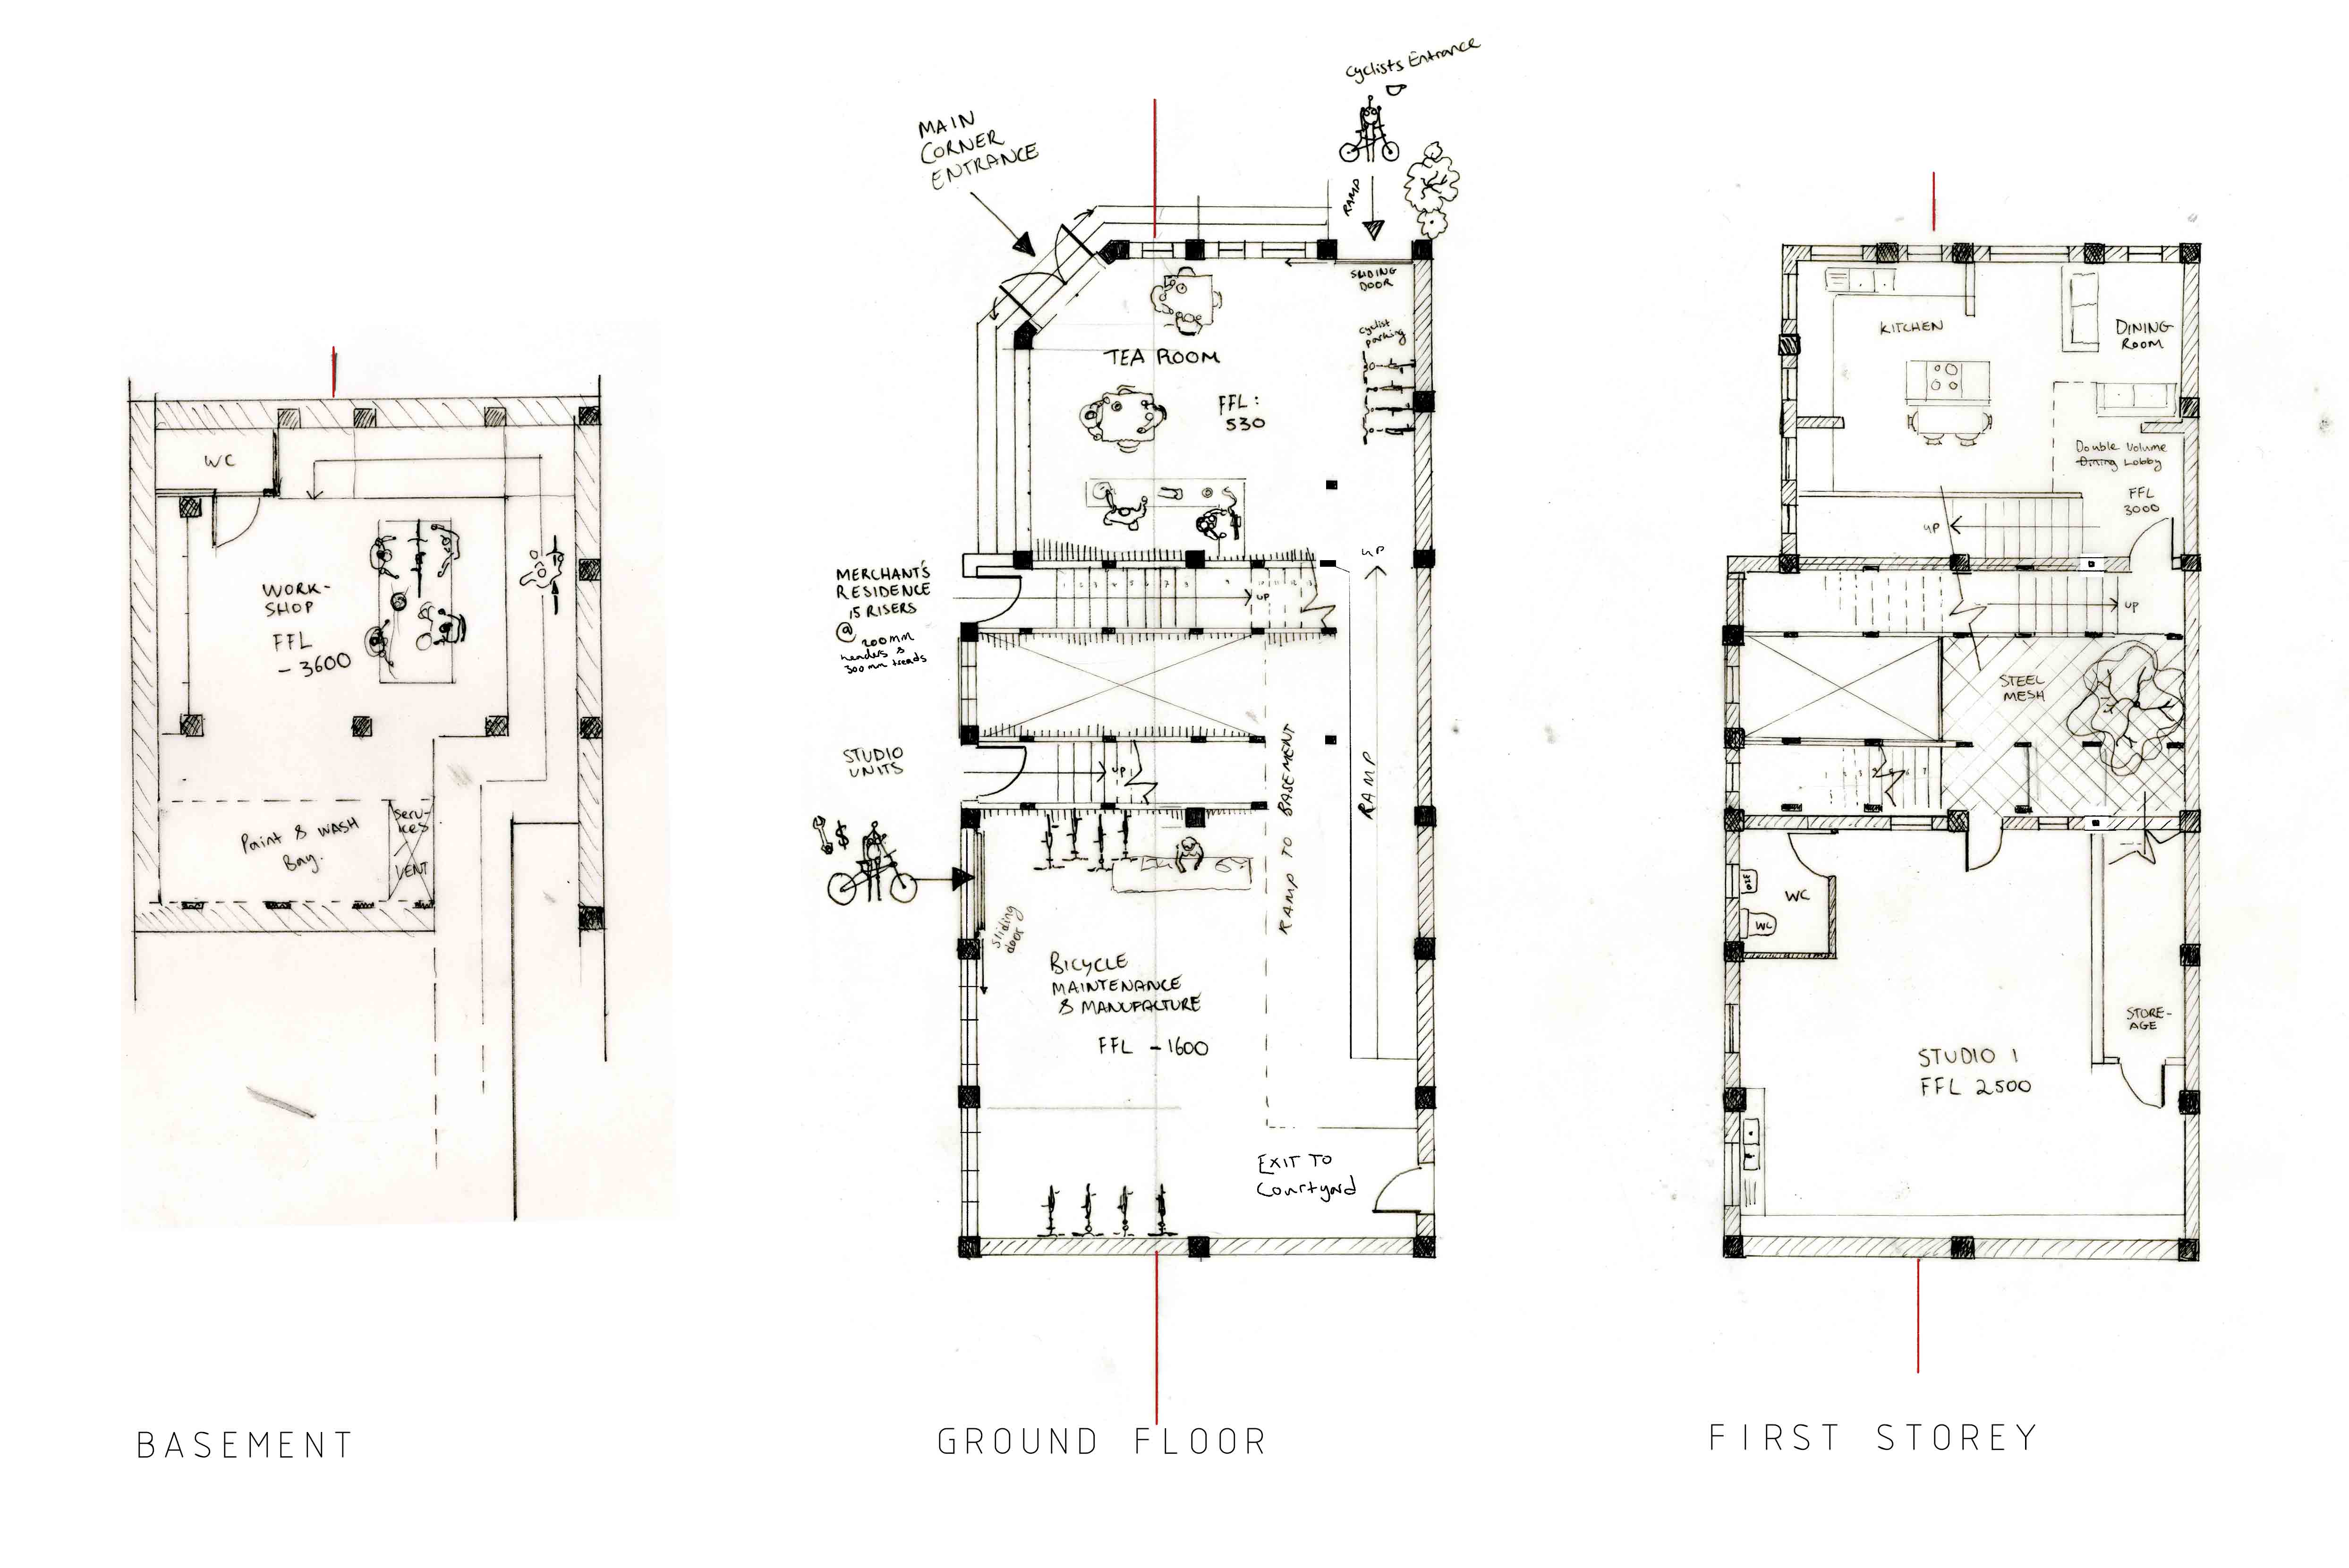 WC
WORK-
SHOP
FFL
- 3600
Paint & WASH
Bay.
Serv-
ices
VENT
BASEMENT
Cyclists Entrance
MAIN
CORNER
ENTRANCE
RAMP
SLIDING
DOOR
cyclist
parking
TEA ROOM
FFL:
530
UP
MERCHANT'S
RESIDENCE
15 RISERS
@ 200mm
headers &
300mm treads
UP
STUDIO
UNITS
UP
RAMP TO BASEMENT
RAMP
$
Sliding
door
BICYCLE
MAINTENANCE
& MANUFACTURE
FFL - 1600
EXIT TO
Courtyard
GROUND FLOOR
KITCHEN
DINING
ROOM
Double Volume
Dining Lobby
FFL
3000
UP
UP
STEEL
MESH
WC
WC
STORE-
AGE
STUDIO 1
FFL 2500
FIRST STOREY